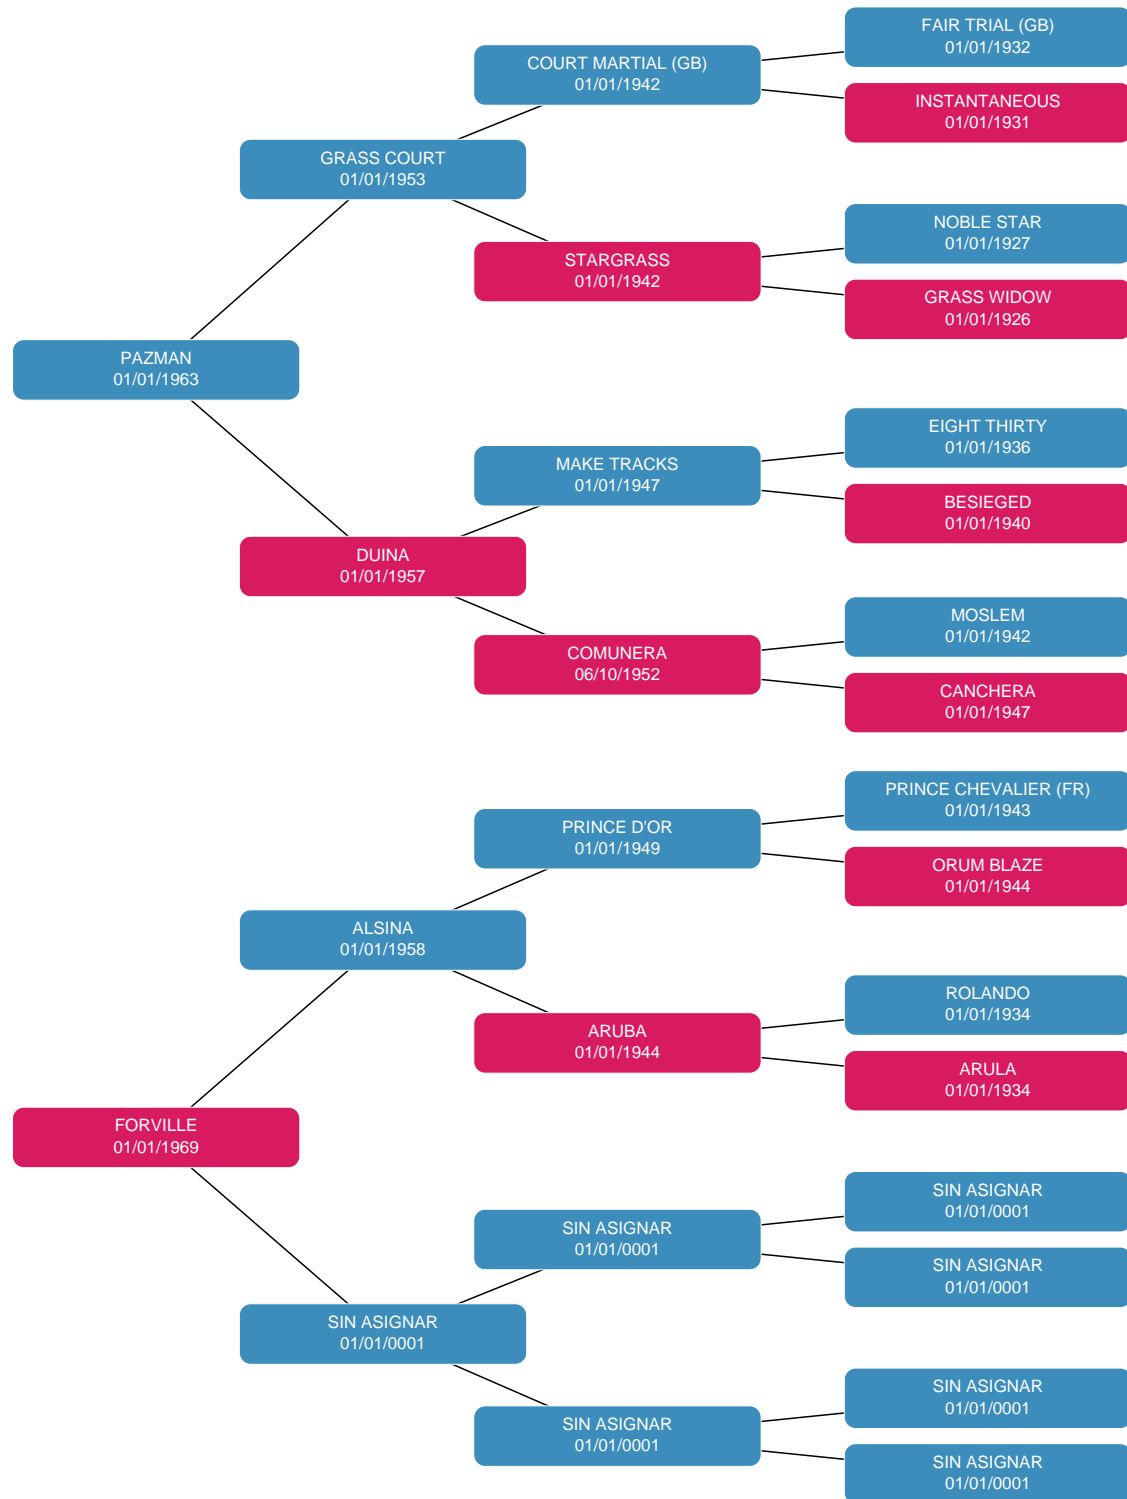 FAIR TRIAL (GB)
01/01/1932
COURT MARTIAL (GB)
01/01/1942
INSTANTANEOUS
01/01/1931
GRASS COURT
01/01/1953
NOBLE STAR
01/01/1927
STARGRASS
01/01/1942
GRASS WIDOW
01/01/1926
PAZMAN
01/01/1963
EIGHT THIRTY
01/01/1936
MAKE TRACKS
01/01/1947
BESIEGED
01/01/1940
DUINA
01/01/1957
MOSLEM
01/01/1942
COMUNERA
06/10/1952
CANCHERA
01/01/1947
PRINCE CHEVALIER (FR)
01/01/1943
PRINCE D'OR
01/01/1949
ORUM BLAZE
01/01/1944
ALSINA
01/01/1958
ROLANDO
01/01/1934
ARUBA
01/01/1944
ARULA
01/01/1934
FORVILLE
01/01/1969
SIN ASIGNAR
01/01/0001
SIN ASIGNAR
01/01/0001
SIN ASIGNAR
01/01/0001
SIN ASIGNAR
01/01/0001
SIN ASIGNAR
01/01/0001
SIN ASIGNAR
01/01/0001
SIN ASIGNAR
01/01/0001